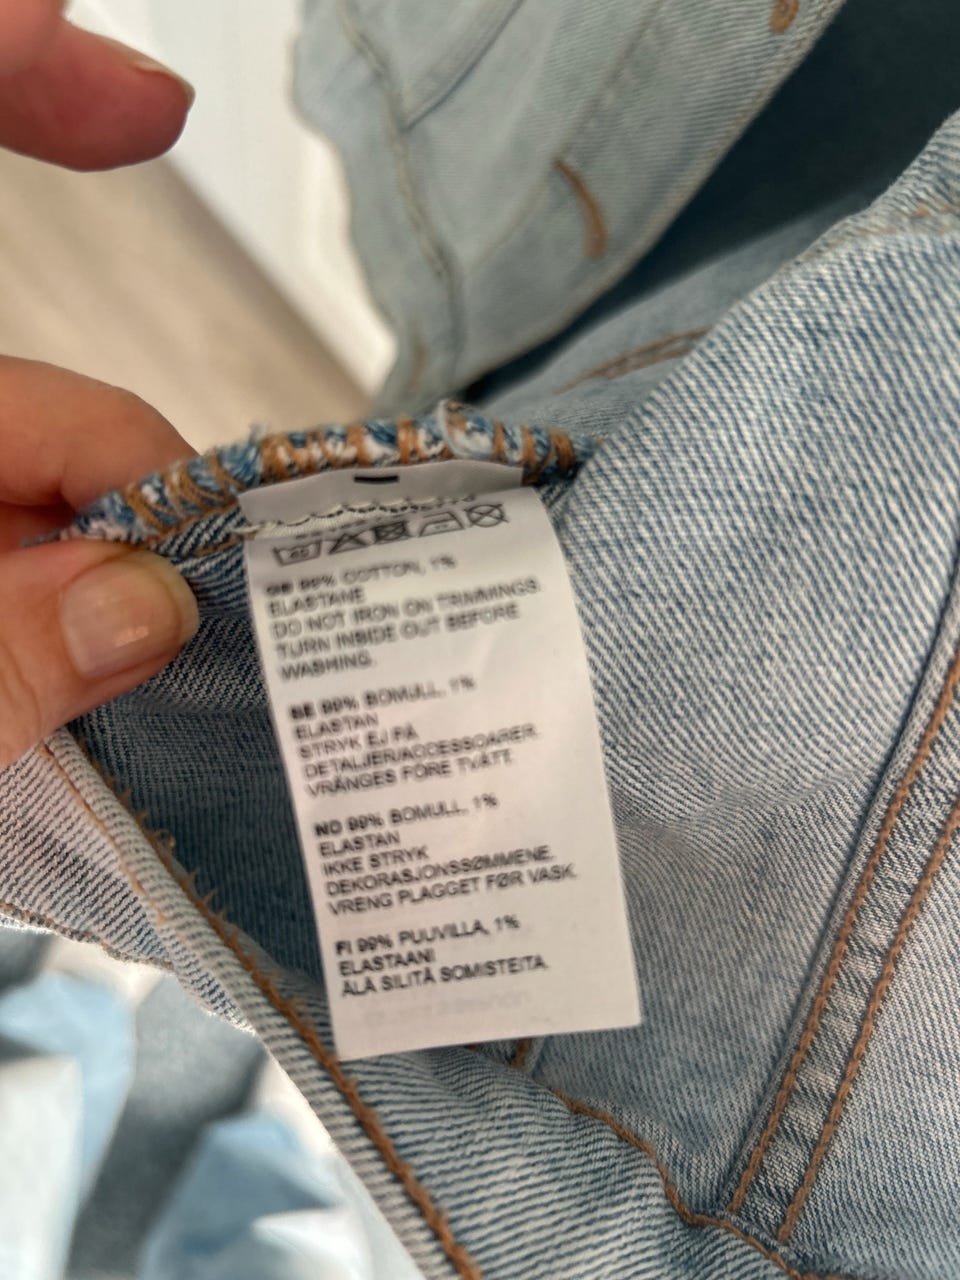 GB 99% COTTON, 1%
ELASTANE
DO NOT IRON ON TRIMMINGS.
TURN INSIDE OUT BEFORE
WASHING.
SE 99% BOMULL, 1%
ELASTAN
STRYK EJ PÅ
DETALJER/ACCESSOARER.
VRÄNGES FÖRE TVÄTT
NO 99% BOMULL, 1%
ELASTAN
IKKE STRYK
DEKORASJONSSØMMENE.
VRENG PLAGGET FØR VASK.
FI 99% PUUVILLA, 1%
ELASTAANI
ÄLÄ SILITÄ SOMISTEITA.